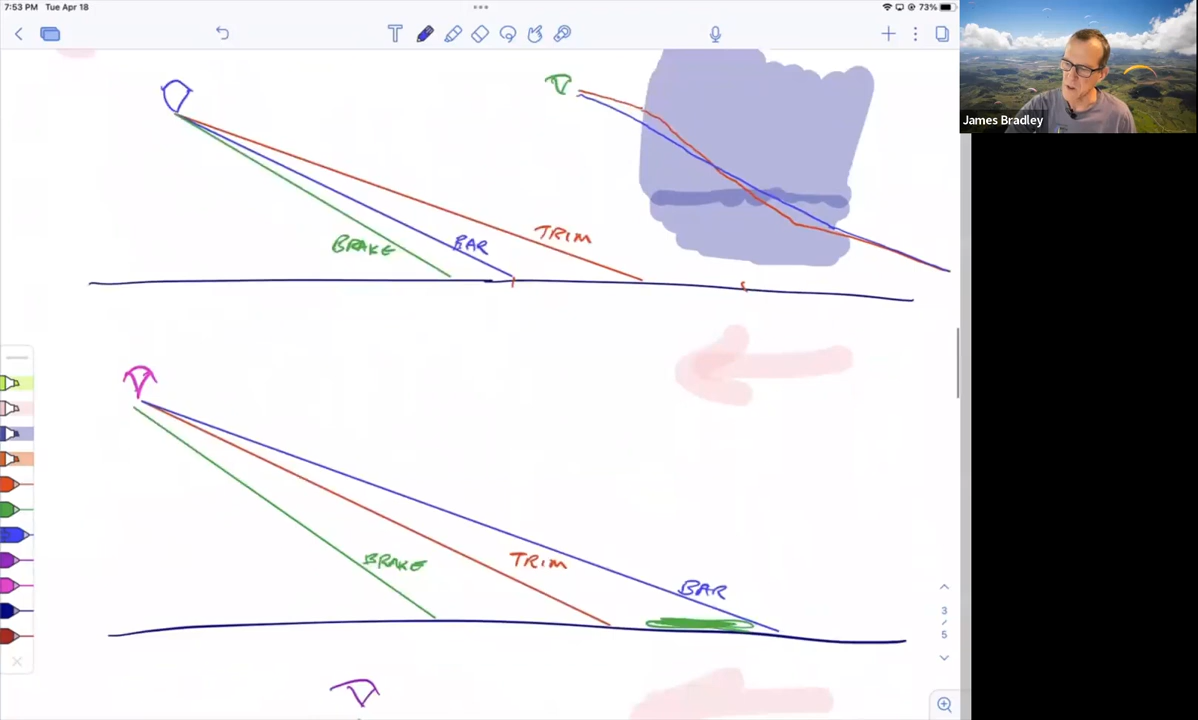 7:53 PM Tue Apr 18
73%
James Bradley
TRIM
BRAKE
BAR
BRAKE
TRIM
BAR
3
5